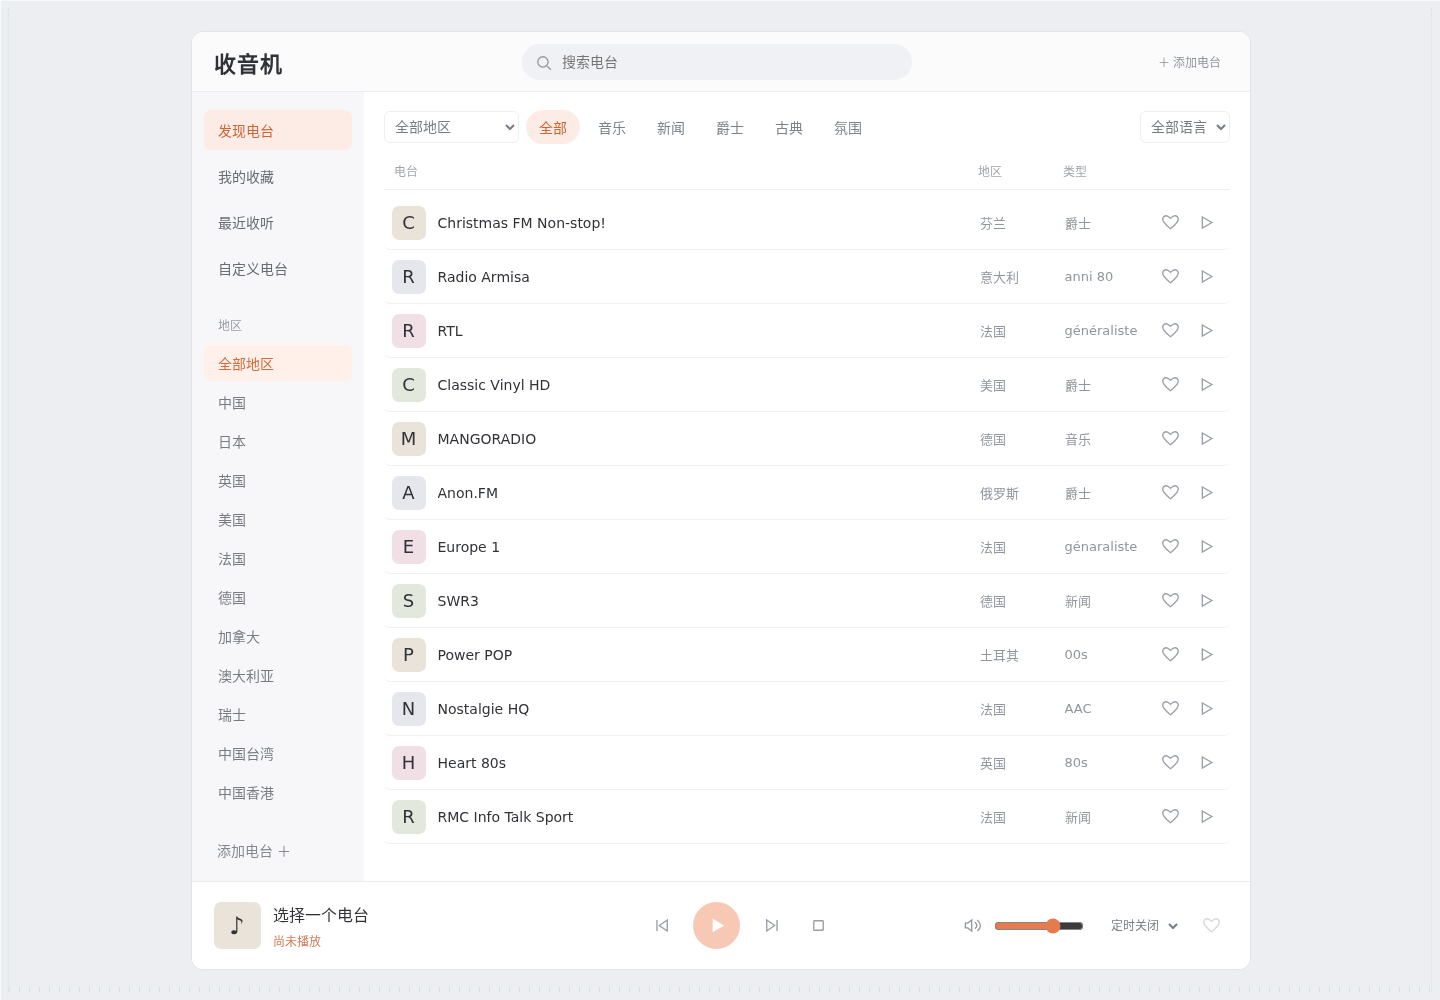 收音机
搜索电台
＋ 添加电台
发现电台
我的收藏
最近收听
自定义电台
地区
全部地区
中国
日本
英国
美国
法国
德国
加拿大
澳大利亚
瑞士
中国台湾
中国香港
添加电台 ＋
全部地区 全部 音乐 新闻 爵士 古典 氛围 全部语言
电台 地区 类型
C Christmas FM Non-stop! 芬兰 爵士
R Radio Armisa 意大利 anni 80
R RTL 法国 généraliste
C Classic Vinyl HD 美国 爵士
M MANGORADIO 德国 音乐
A Anon.FM 俄罗斯 爵士
E Europe 1 法国 génaraliste
S SWR3 德国 新闻
P Power POP 土耳其 00s
N Nostalgie HQ 法国 AAC
H Heart 80s 英国 80s
R RMC Info Talk Sport 法国 新闻
选择一个电台
尚未播放
定时关闭